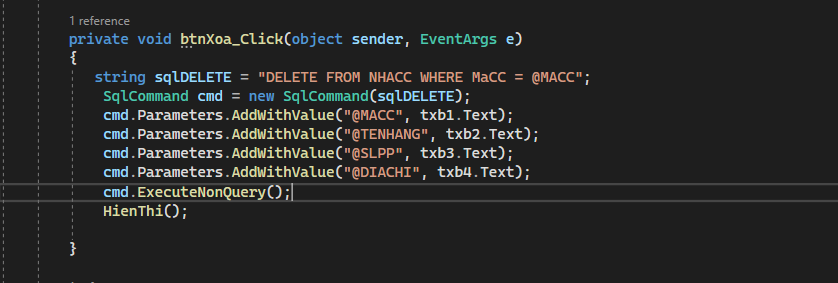 1 reference
private void btnXoa_Click(object sender, EventArgs e)
{
string sqlDELETE = "DELETE FROM NHACC WHERE MaCC = @MACC";
SqlCommand cmd = new SqlCommand(sqlDELETE);
cmd.Parameters.AddWithValue("@MACC", txb1.Text);
cmd.Parameters.AddWithValue("@TENHANG", txb2.Text);
cmd.Parameters.AddWithValue("@SLPP", txb3.Text);
cmd.Parameters.AddWithValue("@DIACHI", txb4.Text);
cmd.ExecuteNonQuery();
HienThi();
}